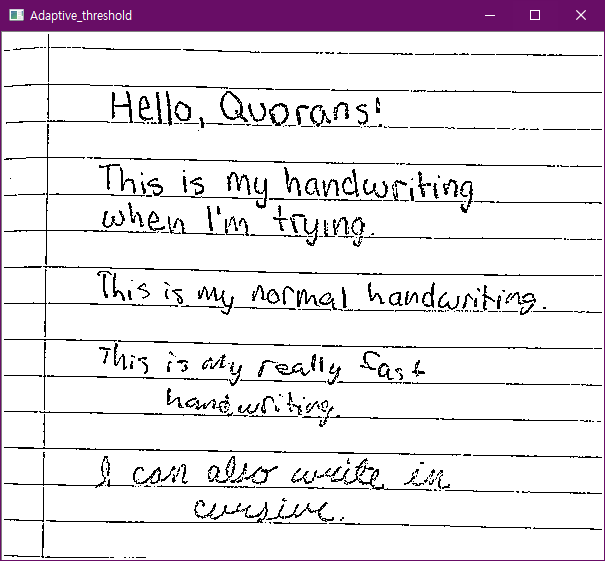 Adaptive_threshold
Hello, Quorans!
This is my handwriting
when I'm trying.
This is my normal handwriting.
This is my really fast
handwriting.
I can also write in
cursive.